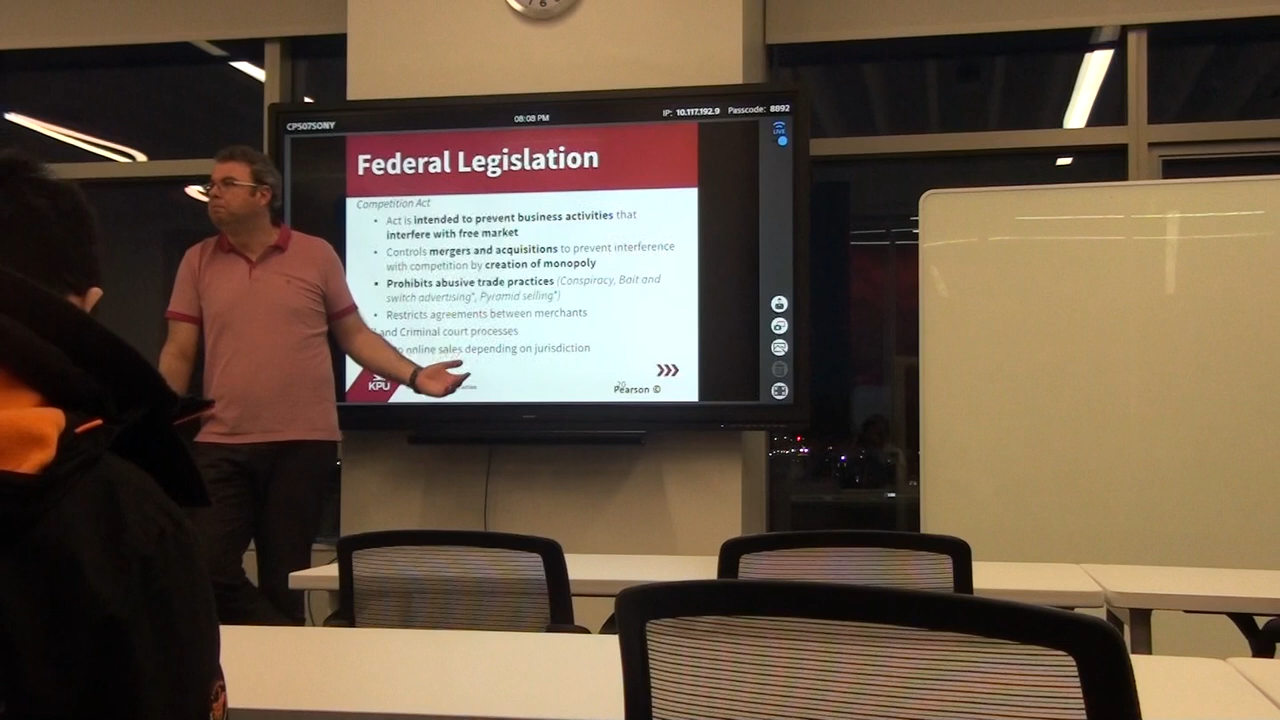 CP507SONY 08:08 PM IP: 10.117.192.9 Passcode: 8892
LIVE
Federal Legislation
Competition Act
• Act is intended to prevent business activities that
interfere with free market
• Controls mergers and acquisitions to prevent interference
with competition by creation of monopoly
• Prohibits abusive trade practices (Conspiracy, Bait and
switch advertising*, Pyramid selling*)
• Restricts agreements between merchants
and Criminal court processes
online sales depending on jurisdiction
KPU
Pearson ©